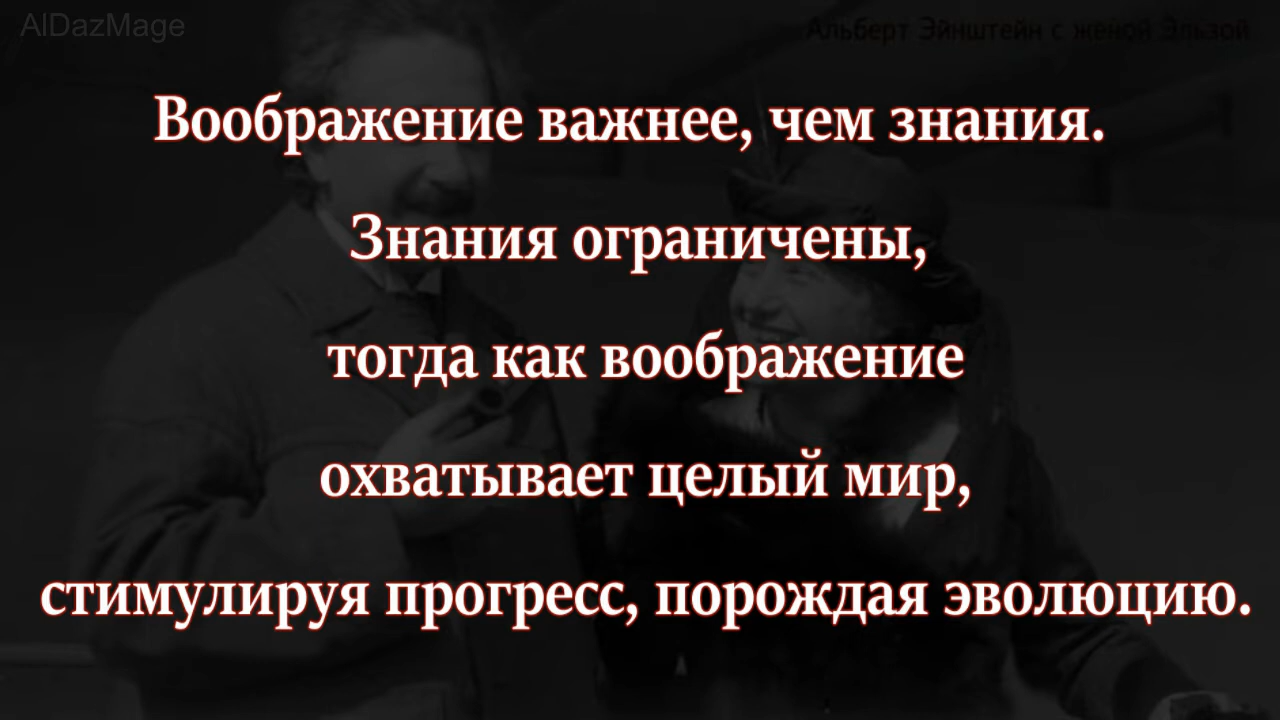 AlDazMage
Альберт Эйнштейн с женой Эльзой
Воображение важнее, чем знания.
Знания ограничены,
тогда как воображение
охватывает целый мир,
стимулируя прогресс, порождая эволюцию.